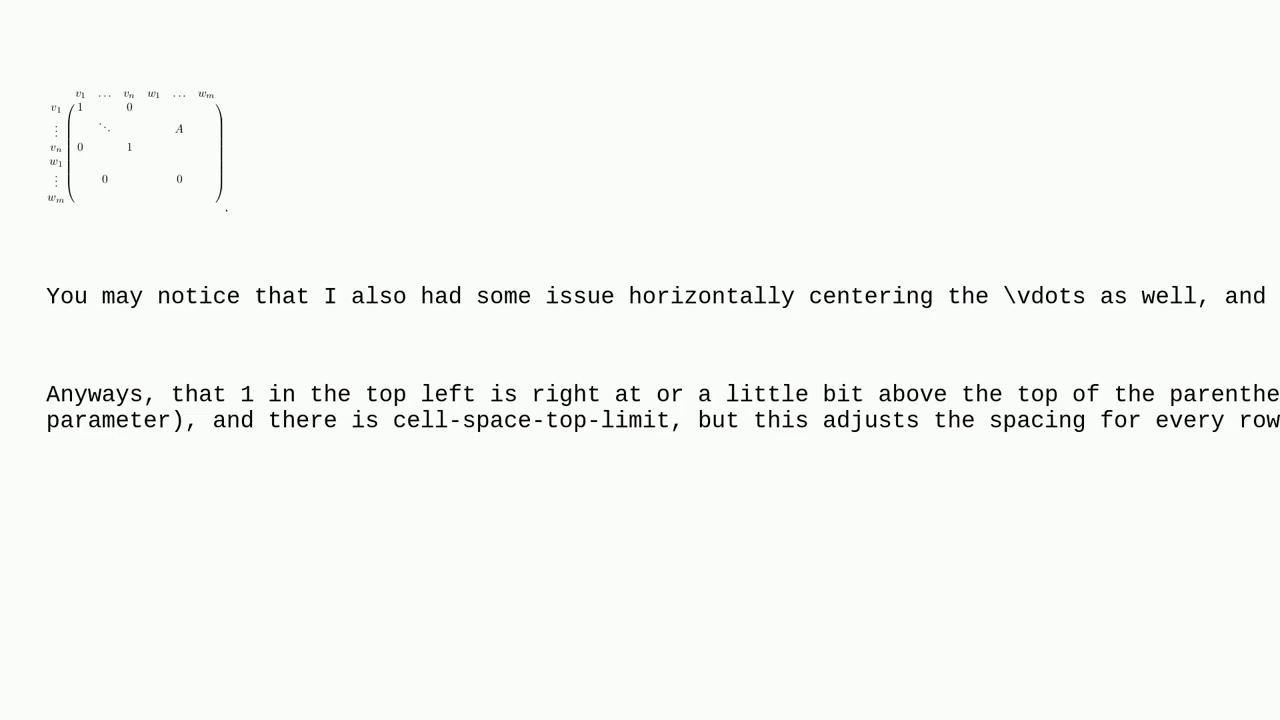 v₁ … vₙ w₁ … wₘ
v₁ 1 0
⋮ ⋱ A
vₙ 0 1
w₁
⋮ 0 0
wₘ
.
You may notice that I also had some issue horizontally centering the \vdots as well, and
Anyways, that 1 in the top left is right at or a little bit above the top of the parenthe
parameter), and there is cell-space-top-limit, but this adjusts the spacing for every row